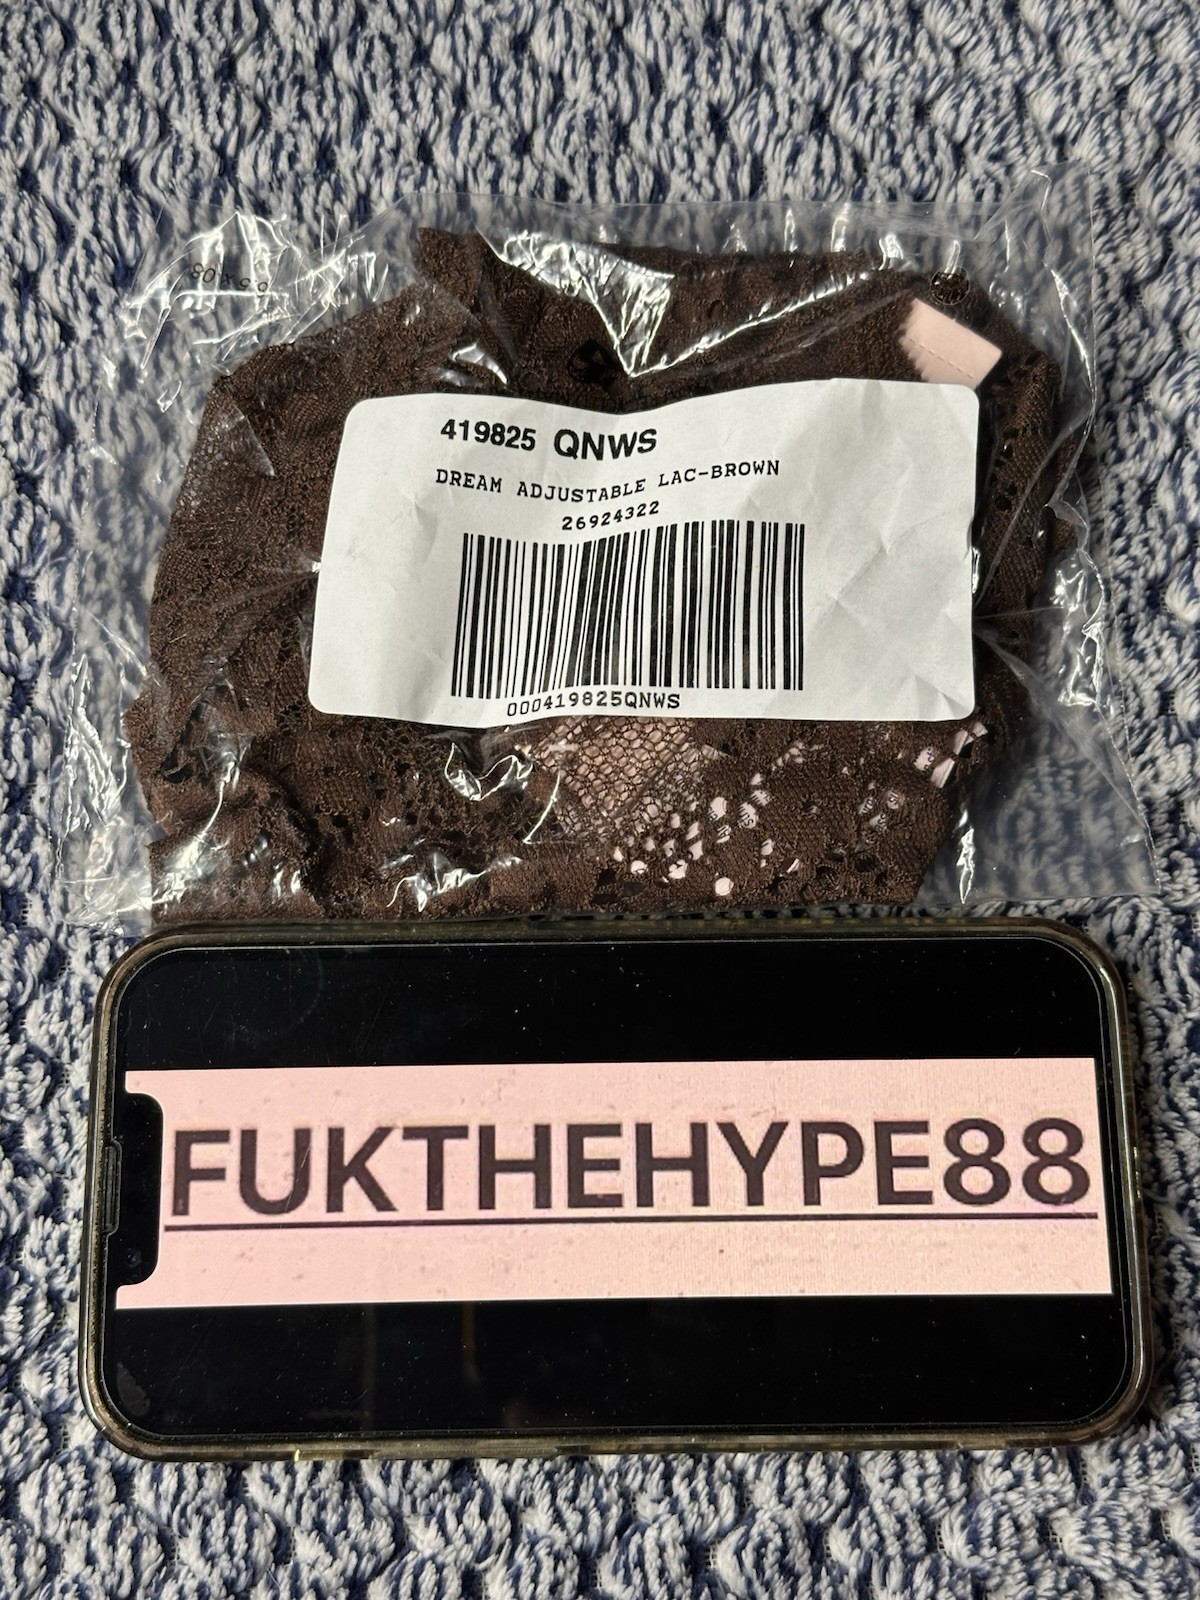 419825 QNWS
DREAM ADJUSTABLE LAC-BROWN
26924322
000419825QNWS
FUKTHEHYPE88